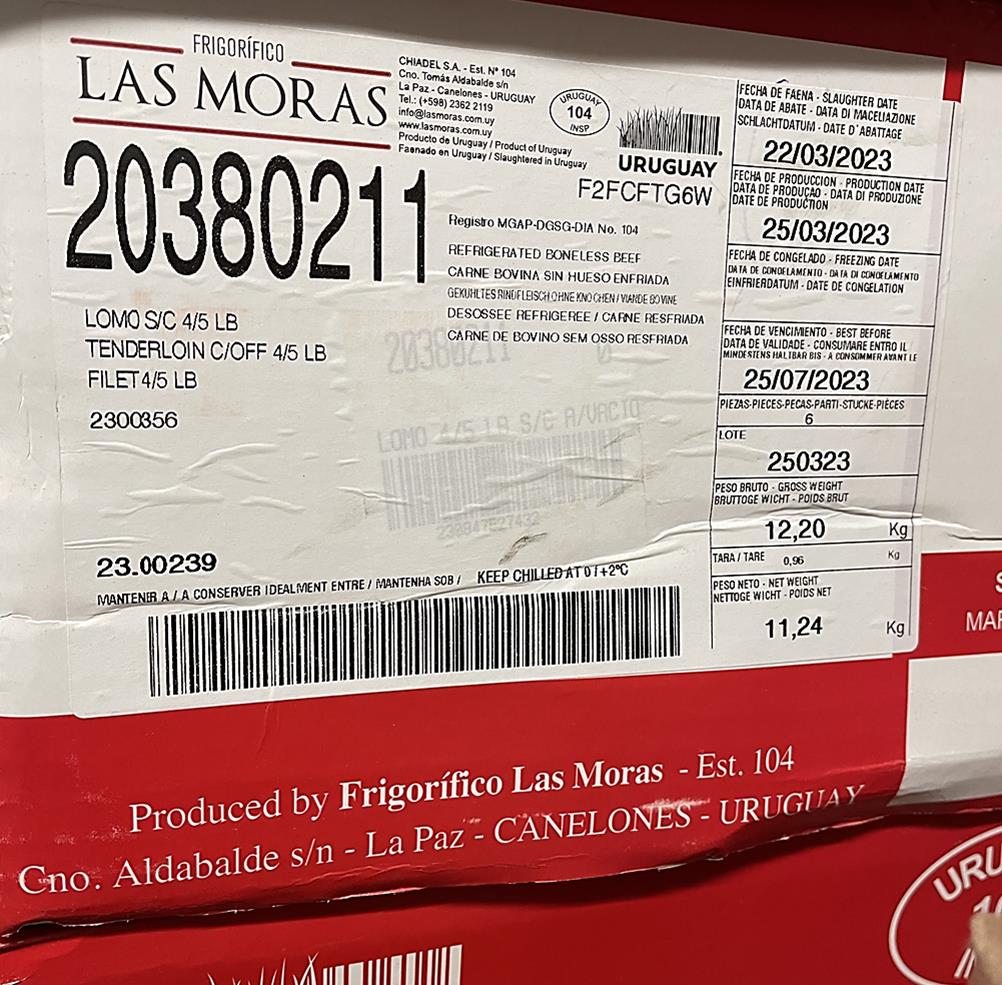 FRIGORÍFICO
LAS MORAS
CHIADEL S.A. - Est. Nº 104
Cno. Tomás Aldabalde s/n
La Paz - Canelones - URUGUAY
Tel.: (+598) 2362 2119
info@lasmoras.com.uy
www.lasmoras.com.uy
Producto de Uruguay / Product of Uruguay
Faenado en Uruguay / Slaughtered in Uruguay
URUGUAY
104
INSP
URUGUAY
F2FCFTG6W
20380211
Registro MGAP-DGSG-DIA No. 104
REFRIGERATED BONELESS BEEF
CARNE BOVINA SIN HUESO ENFRIADA
GEKUHLTES RINDFLEISCH OHNE KNOCHEN / VIANDE BOVINE
DESOSSEE REFRIGEREE / CARNE RESFRIADA
CARNE DE BOVINO SEM OSSO RESFRIADA
LOMO S/C 4/5 LB
TENDERLOIN C/OFF 4/5 LB
FILET 4/5 LB
2300356
20380211
LOMO 4/5 LB S/C A/VACIO
23.00239
MANTENER A / A CONSERVER IDEALMENT ENTRE / MANTENHA SOB / KEEP CHILLED AT 0 / +2ºC
FECHA DE FAENA - SLAUGHTER DATE
DATA DE ABATE - DATA DI MACELIAZIONE
SCHLACHTDATUM - DATE D'ABATTAGE
22/03/2023
FECHA DE PRODUCCION - PRODUCTION DATE
DATA DE PRODUÇAO - DATA DI PRODUZIONE
DATE DE PRODUCTION
25/03/2023
FECHA DE CONGELADO - FREEZING DATE
DATA DE CONGELAMENTO - DATA DI CONGELAMENTO
EINFRIERDATUM - DATE DE CONGELATION
FECHA DE VENCIMIENTO - BEST BEFORE
DATA DE VALIDADE - CONSUMARE ENTRO IL
MINDESTENS HALTBAR BIS - A CONSOMMER AVANT LE
25/07/2023
PIEZAS-PIECES-PECAS-PARTI-STUCKE-PIÈCES
6
LOTE
250323
PESO BRUTO - GROSS WEIGHT
BRUTTOGE WICHT - POIDS BRUT
12,20 Kg
TARA / TARE 0,96 Kg
PESO NETO - NET WEIGHT
NETTOGE WICHT - POIDS NET
11,24 Kg
MAR
Produced by Frigorífico Las Moras - Est. 104
Cno. Aldabalde s/n - La Paz - CANELONES - URUGUAY
URU